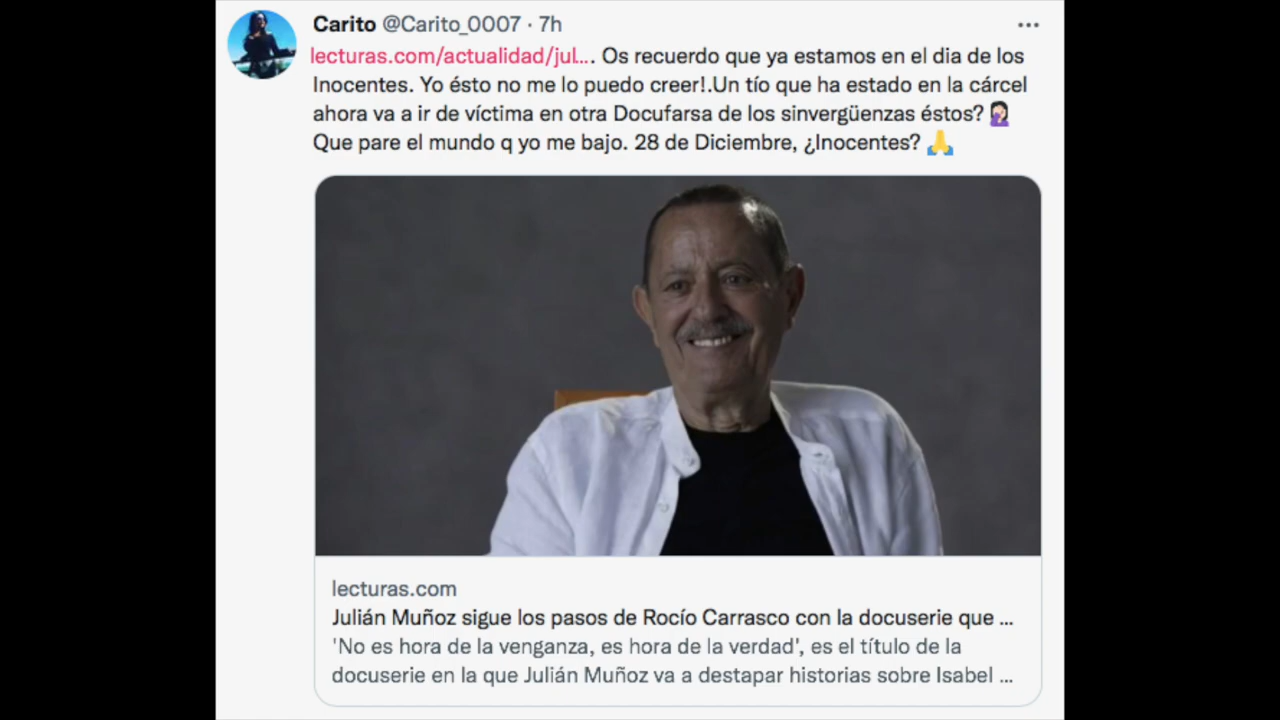 Carito @Carito_0007 · 7h
lecturas.com/actualidad/jul... Os recuerdo que ya estamos en el dia de los
Inocentes. Yo ésto no me lo puedo creer!.Un tío que ha estado en la cárcel
ahora va a ir de víctima en otra Docufarsa de los sinvergüenzas éstos? 🤦🏻‍♀️
Que pare el mundo q yo me bajo. 28 de Diciembre, ¿Inocentes? 🙏
lecturas.com
Julián Muñoz sigue los pasos de Rocío Carrasco con la docuserie que ...
'No es hora de la venganza, es hora de la verdad', es el título de la
docuserie en la que Julián Muñoz va a destapar historias sobre Isabel ...